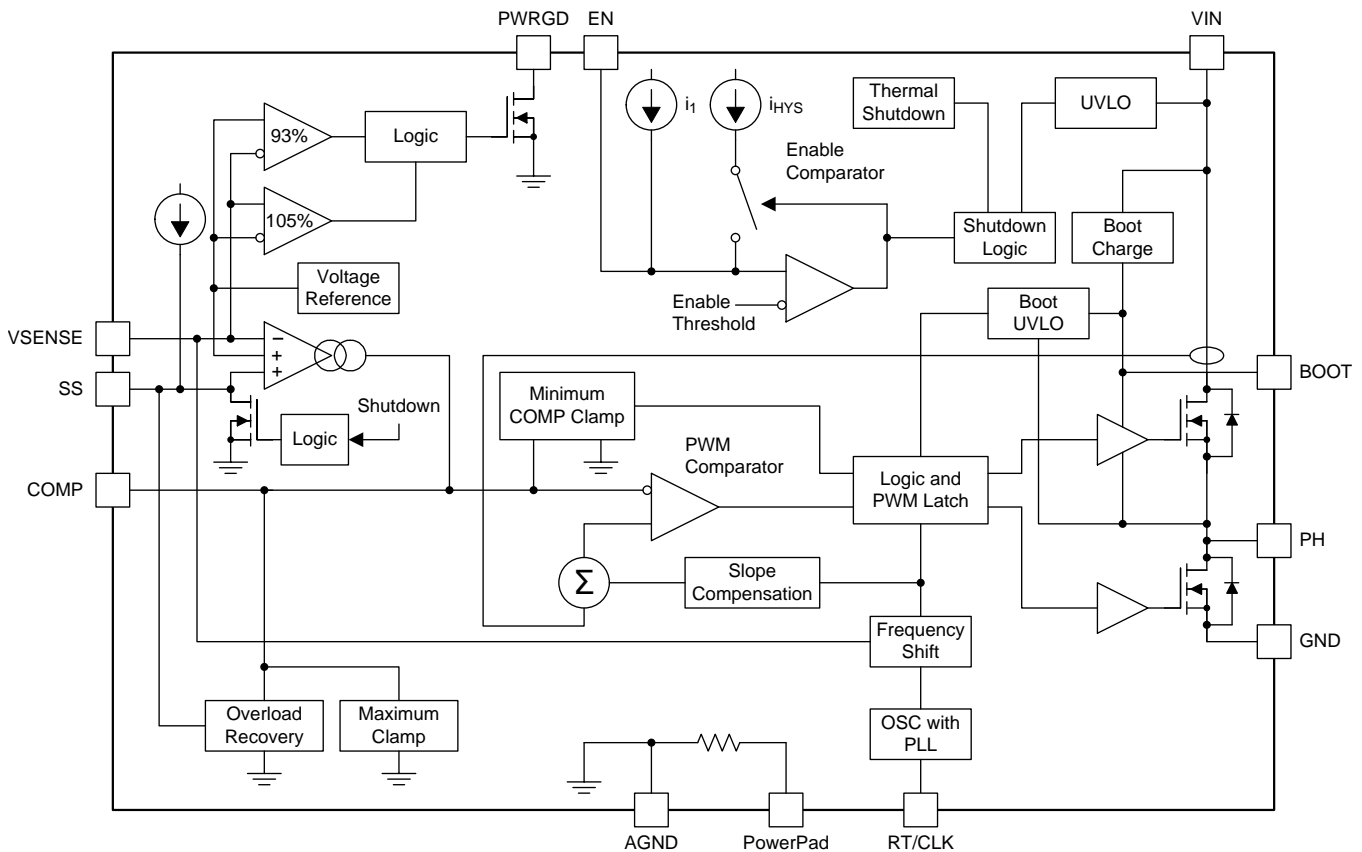 PWRGD
EN
VIN
Thermal
Shutdown
UVLO
i1
iHYS
93%
Logic
Enable
Comparator
105%
Shutdown
Logic
Boot
Charge
Voltage
Reference
Enable
Threshold
Boot
UVLO
VSENSE
−
+
+
SS
BOOT
Minimum
COMP Clamp
Shutdown
Logic
PWM
Comparator
Logic and
PWM Latch
COMP
PH
Σ
Slope
Compensation
Frequency
Shift
GND
Overload
Recovery
Maximum
Clamp
OSC with
PLL
AGND
PowerPad
RT/CLK